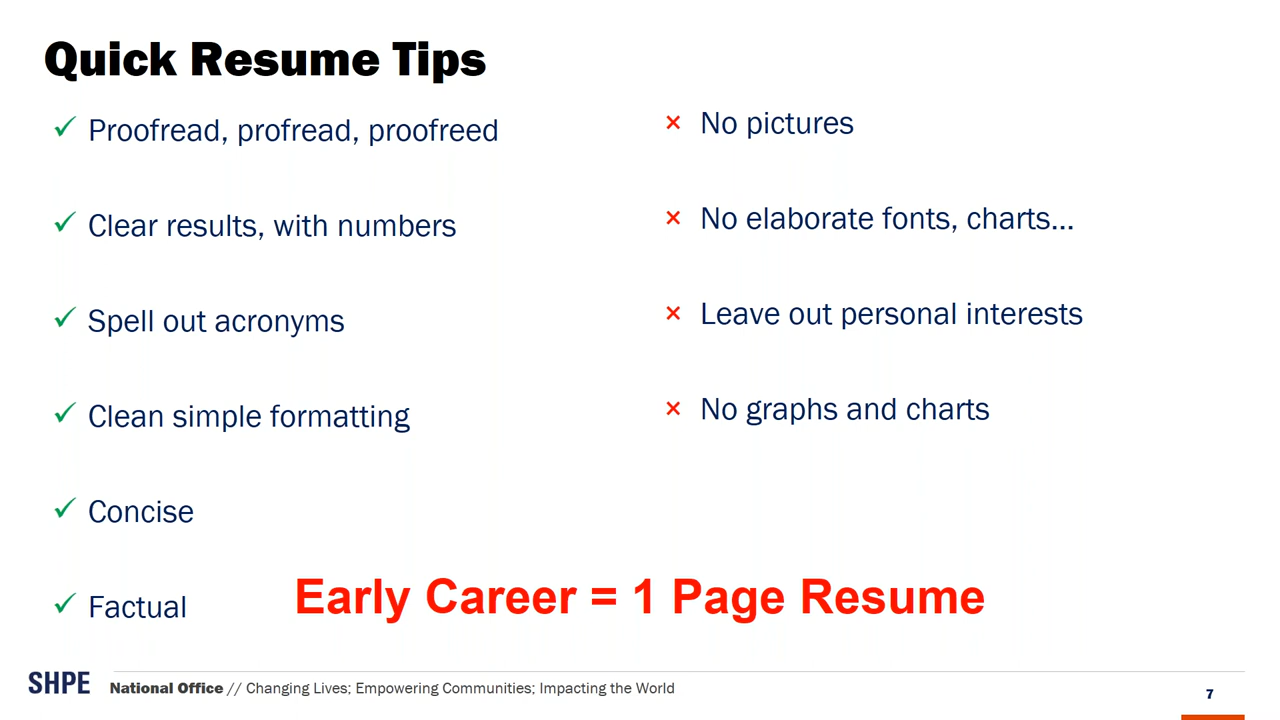 Quick Resume Tips
✓ Proofread, profread, proofreed
✓ Clear results, with numbers
✓ Spell out acronyms
✓ Clean simple formatting
✓ Concise
✓ Factual
× No pictures
× No elaborate fonts, charts...
× Leave out personal interests
× No graphs and charts
Early Career = 1 Page Resume
SHPE National Office // Changing Lives; Empowering Communities; Impacting the World
7